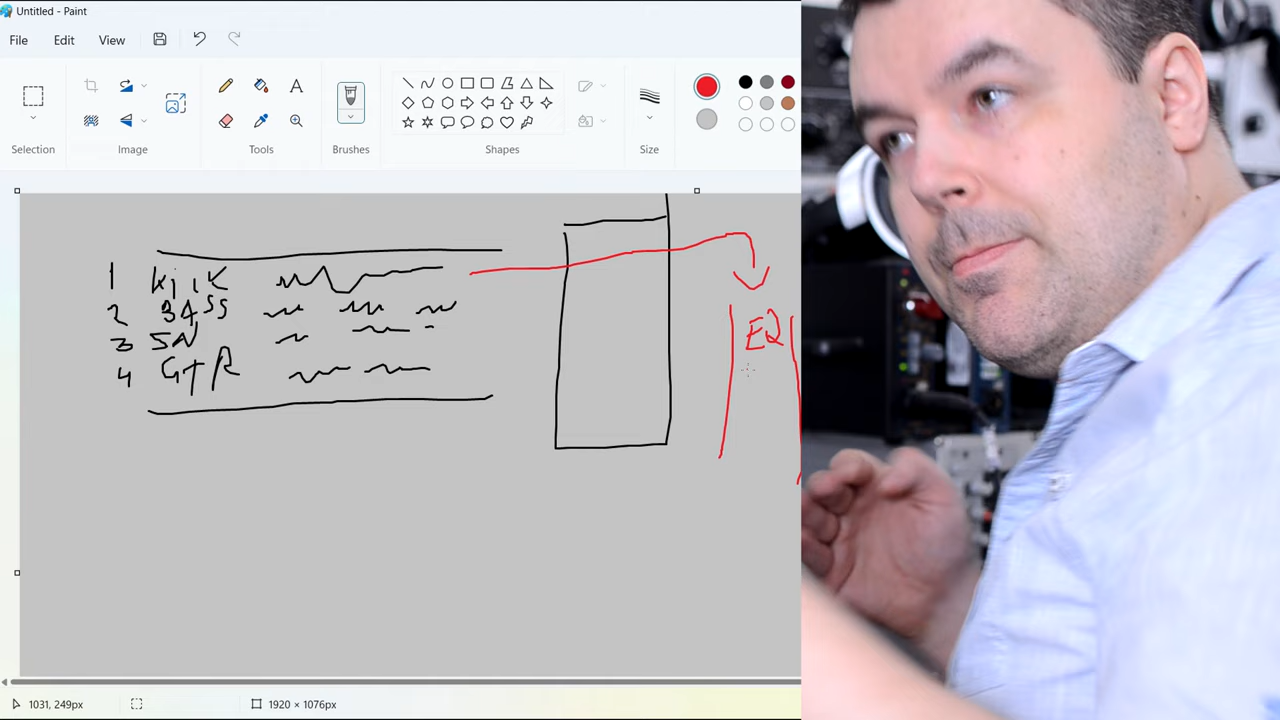 Untitled - Paint
File Edit View
Selection Image Tools Brushes Shapes Size
1 Kick
2 BASS
3 SN
4 GTR
EQ
1031, 249px 1920 × 1076px